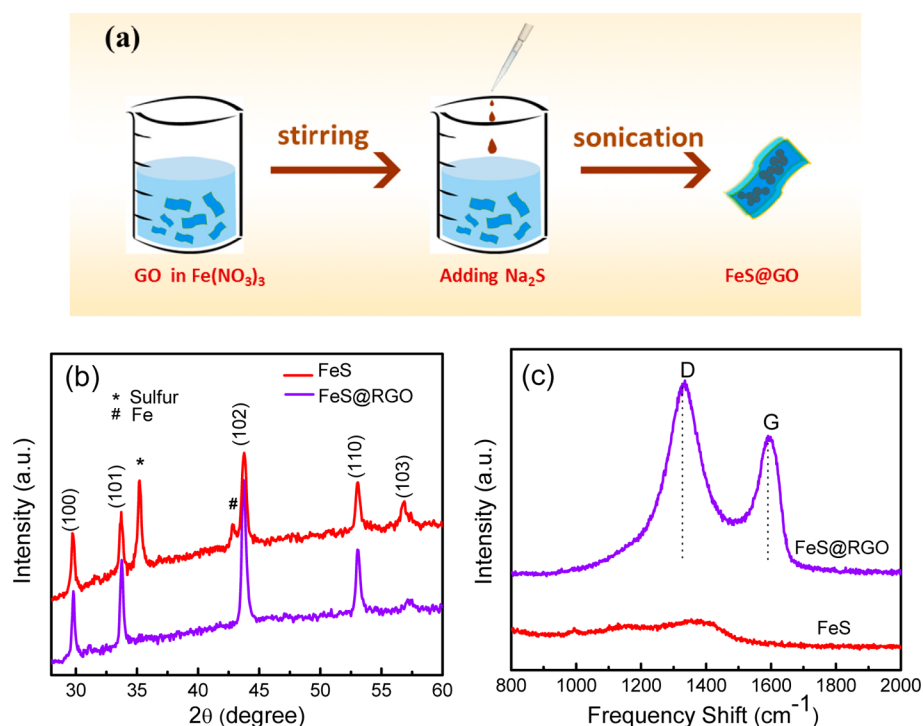 (a)
stirring
sonication
GO in Fe(NO₃)₃
Adding Na₂S
FeS@GO
(b)
FeS
FeS@RGO
* Sulfur
# Fe
(100)
(101)
*
#
(102)
(110)
(103)
Intensity (a.u.)
30 35 40 45 50 55 60
2θ (degree)
(c)
D
G
FeS@RGO
FeS
Intensity (a.u.)
800 1000 1200 1400 1600 1800 2000
Frequency Shift (cm⁻¹)